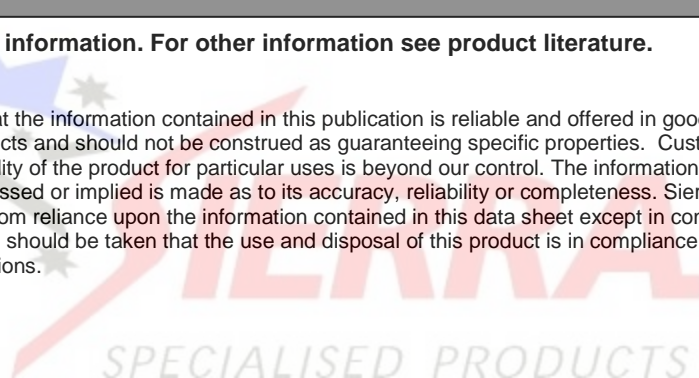 information. For other information see product literature.
at the information contained in this publication is reliable and offered in goo
cts and should not be construed as guaranteeing specific properties. Cust
lity of the product for particular uses is beyond our control. The information
ssed or implied is made as to its accuracy, reliability or completeness. Sier
om reliance upon the information contained in this data sheet except in con
should be taken that the use and disposal of this product is in compliance
ions.
SIERRA
SPECIALISED PRODUCTS